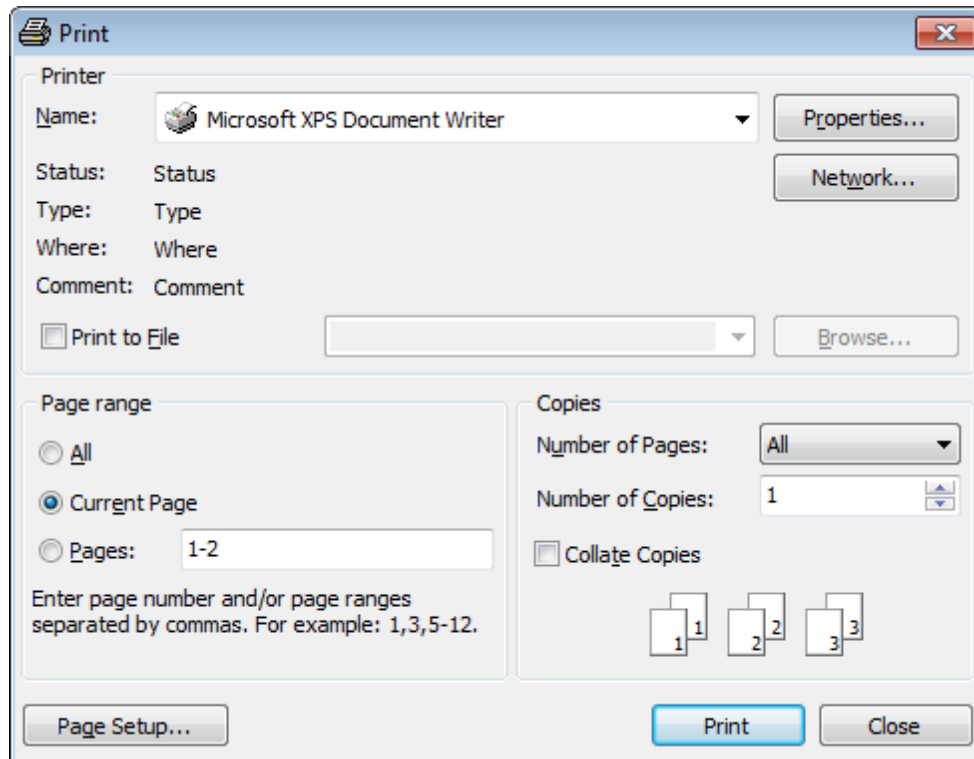 Print
Printer
Name: Microsoft XPS Document Writer Properties...
Status: Status Network...
Type: Type
Where: Where
Comment: Comment
Print to File Browse...
Page range
All
Current Page
Pages: 1-2
Enter page number and/or page ranges
separated by commas. For example: 1,3,5-12.
Copies
Number of Pages: All
Number of Copies: 1
Collate Copies
1 1 2 2 3 3
Page Setup... Print Close